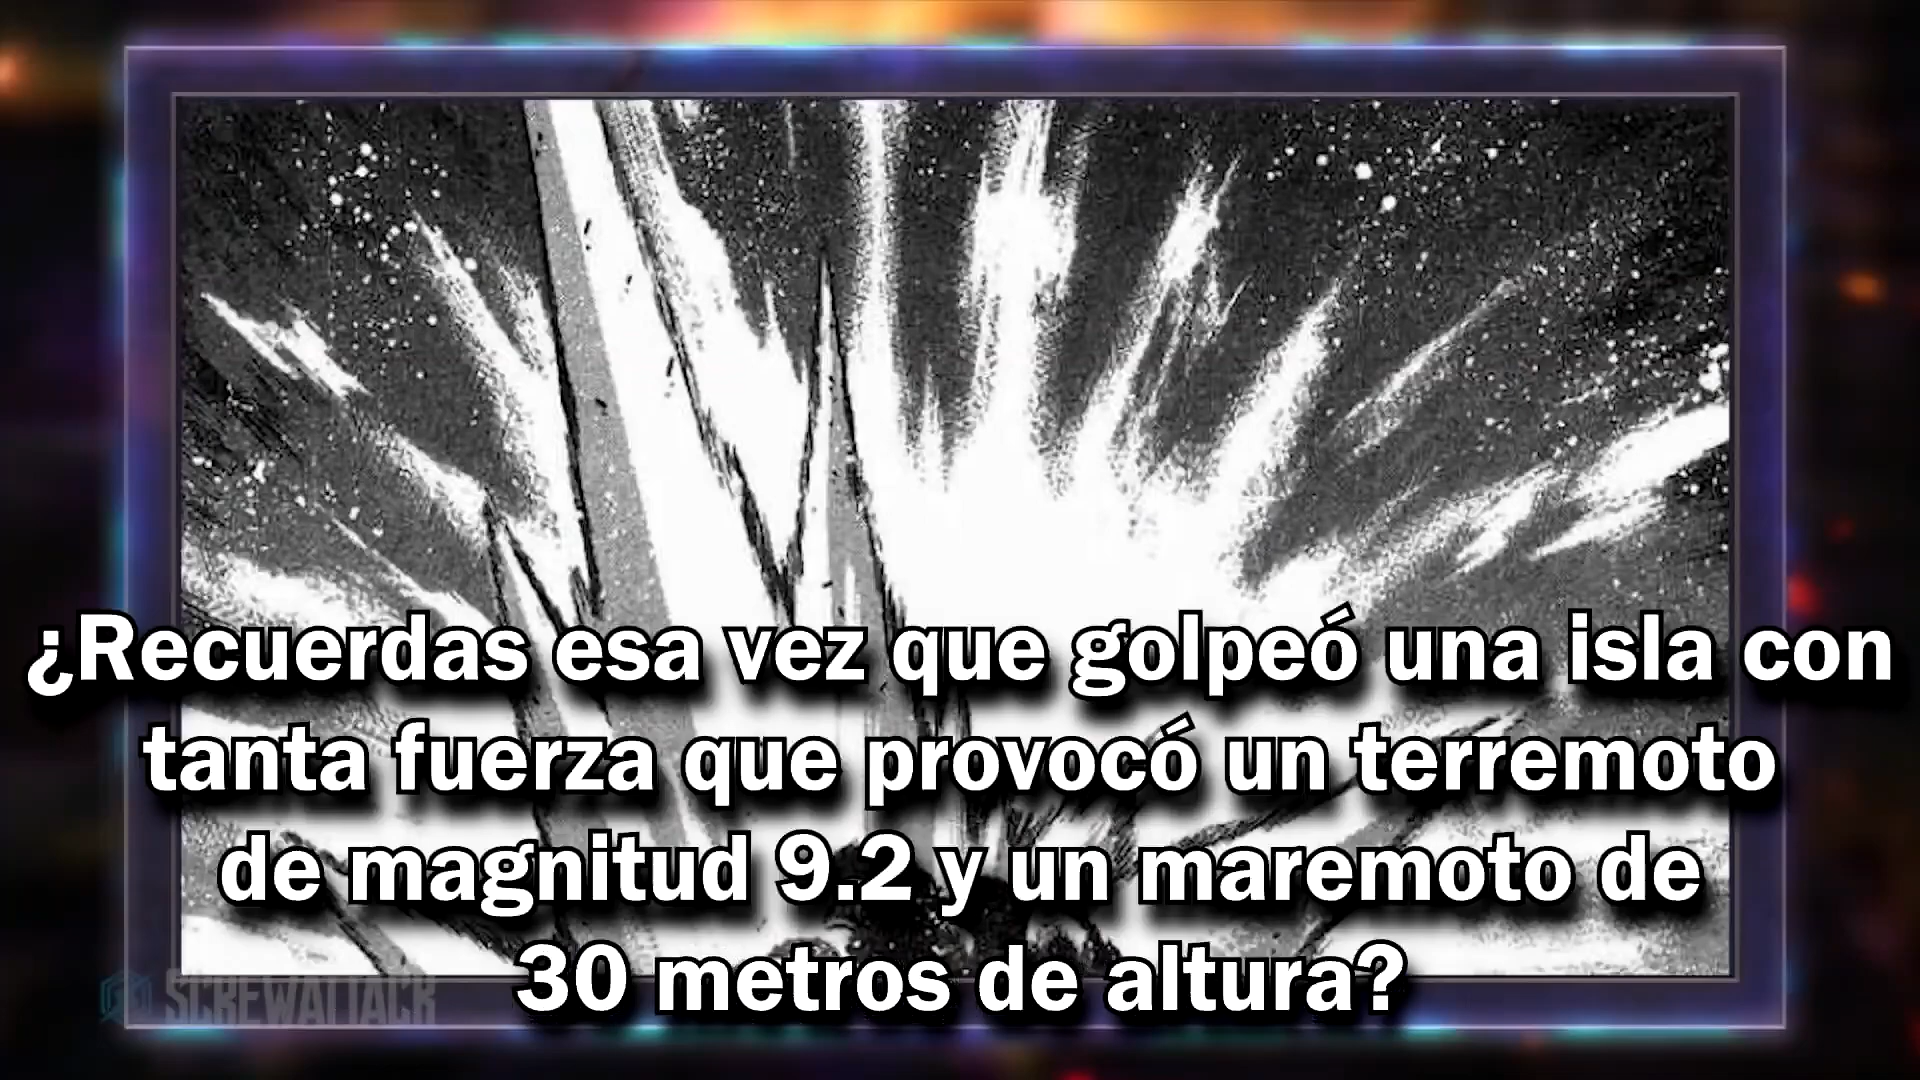 ¿Recuerdas esa vez que golpeó una isla con
tanta fuerza que provocó un terremoto
de magnitud 9.2 y un maremoto de
30 metros de altura?
SCREWATTACK